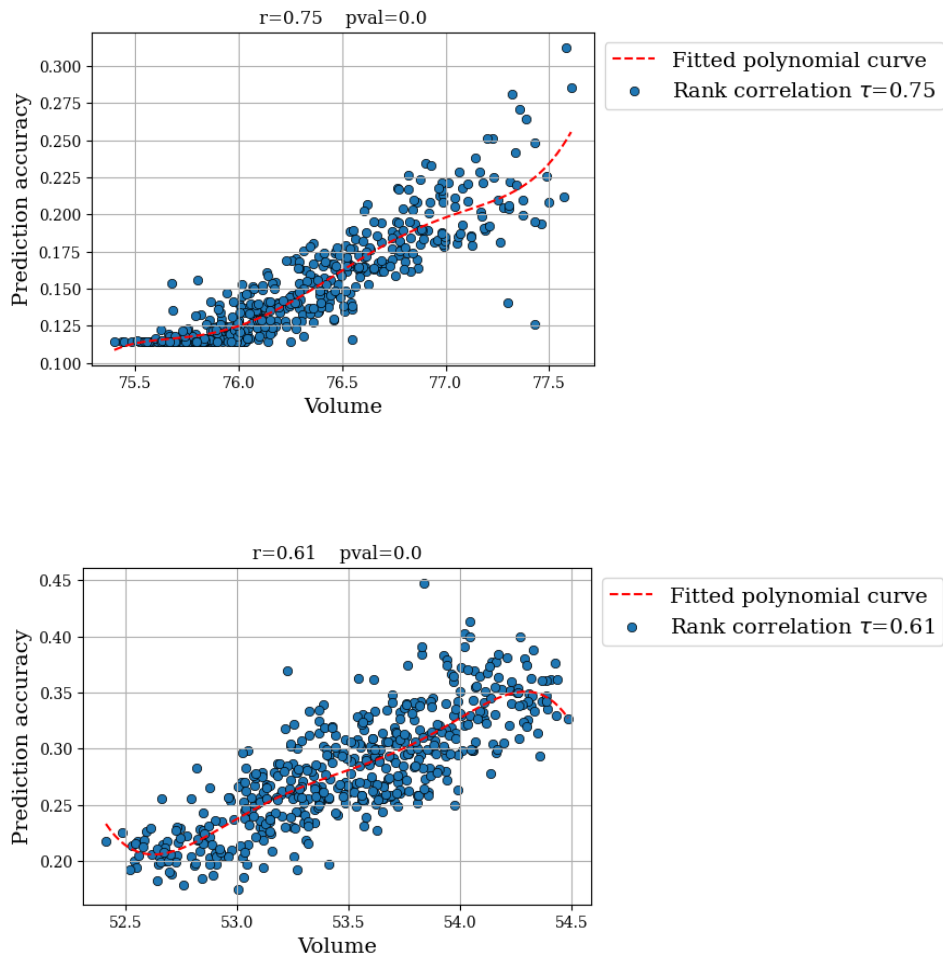 r=0.75    pval=0.0
Fitted polynomial curve
Rank correlation τ=0.75
Prediction accuracy
0.300
0.275
0.250
0.225
0.200
0.175
0.150
0.125
0.100
75.5 76.0 76.5 77.0 77.5
Volume
r=0.61    pval=0.0
Fitted polynomial curve
Rank correlation τ=0.61
Prediction accuracy
0.45
0.40
0.35
0.30
0.25
0.20
52.5 53.0 53.5 54.0 54.5
Volume